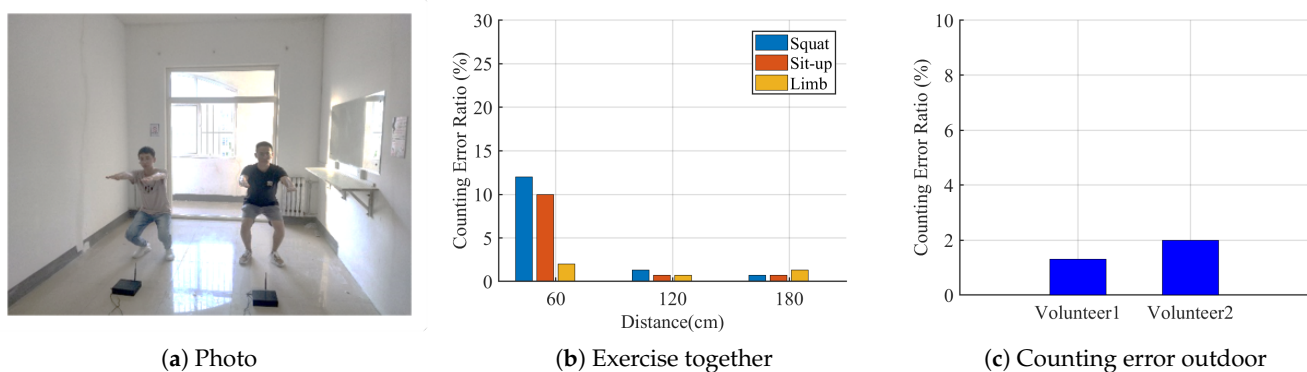 Counting Error Ratio (%)
30
25
20
15
10
5
0
60
120
180
Distance(cm)
Squat
Sit-up
Limb
Counting Error Ratio (%)
10
8
6
4
2
0
Volunteer1
Volunteer2
(a) Photo
(b) Exercise together
(c) Counting error outdoor